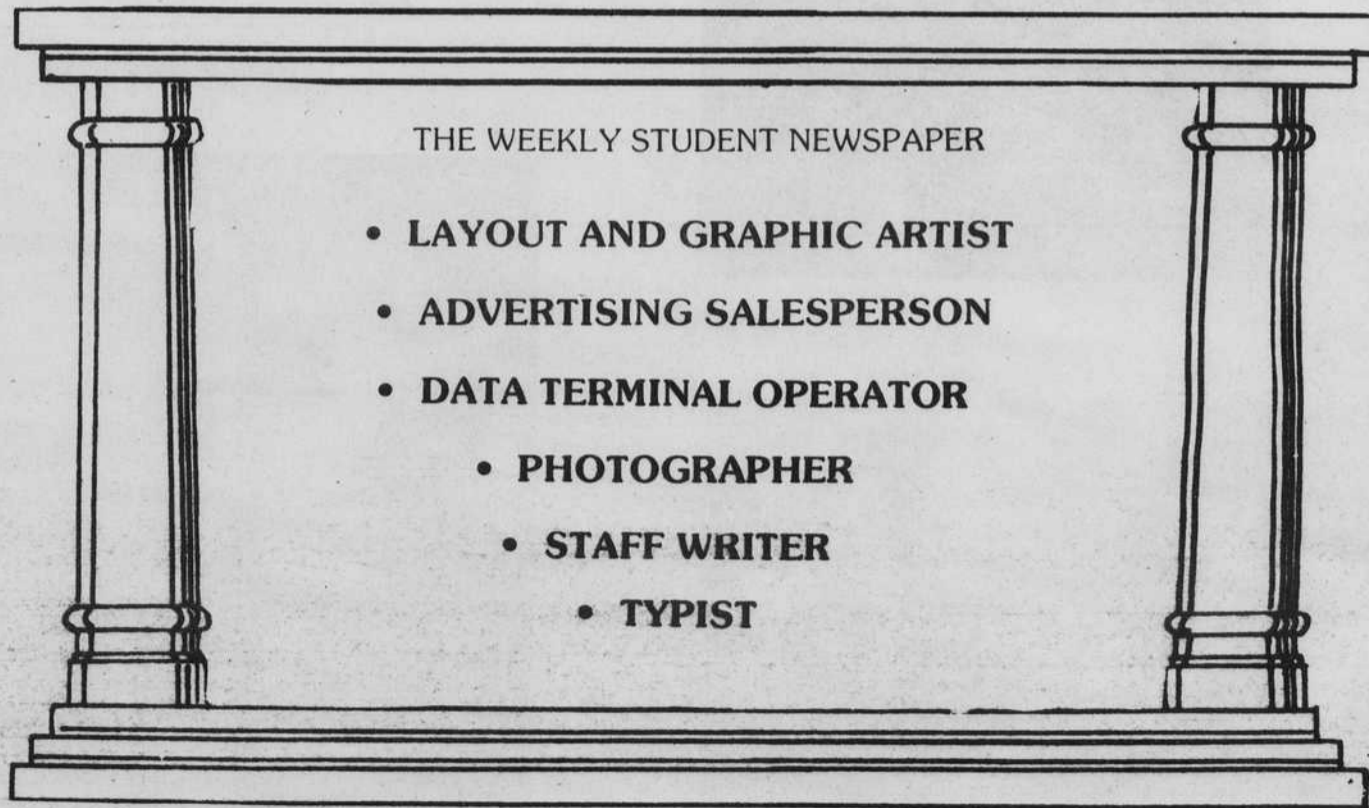 THE WEEKLY STUDENT NEWSPAPER
• LAYOUT AND GRAPHIC ARTIST
• ADVERTISING SALESPERSON
• DATA TERMINAL OPERATOR
• PHOTOGRAPHER
• STAFF WRITER
• TYPIST